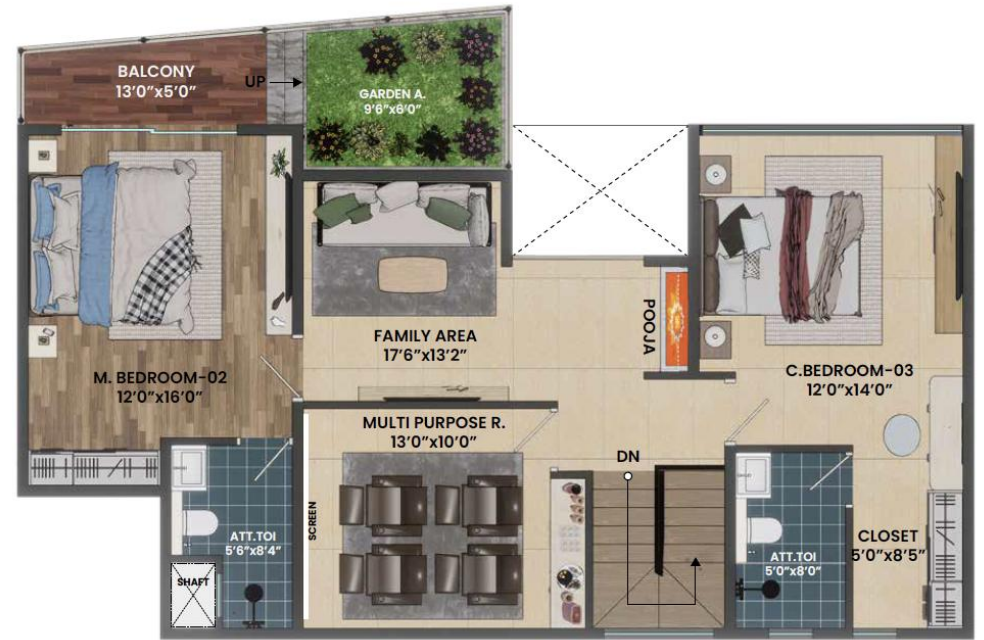 BALCONY
13'0"x5'0"
UP
GARDEN A.
9'6"x6'0"
POOJA
FAMILY AREA
17'6"x13'2"
M. BEDROOM-02
12'0"x16'0"
C.BEDROOM-03
12'0"x14'0"
MULTI PURPOSE R.
13'0"x10'0"
DN
SCREEN
ATT.TOI
5'6"x8'4"
SHAFT
ATT.TOI
5'0"x8'0"
CLOSET
5'0"x8'5"